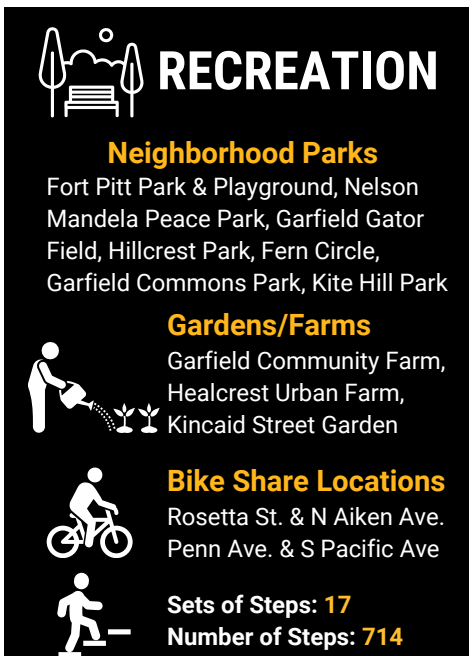 RECREATION
Neighborhood Parks
Fort Pitt Park & Playground, Nelson
Mandela Peace Park, Garfield Gator
Field, Hillcrest Park, Fern Circle,
Garfield Commons Park, Kite Hill Park
Gardens/Farms
Garfield Community Farm,
Healcrest Urban Farm,
Kincaid Street Garden
Bike Share Locations
Rosetta St. & N Aiken Ave.
Penn Ave. & S Pacific Ave
Sets of Steps: 17
Number of Steps: 714